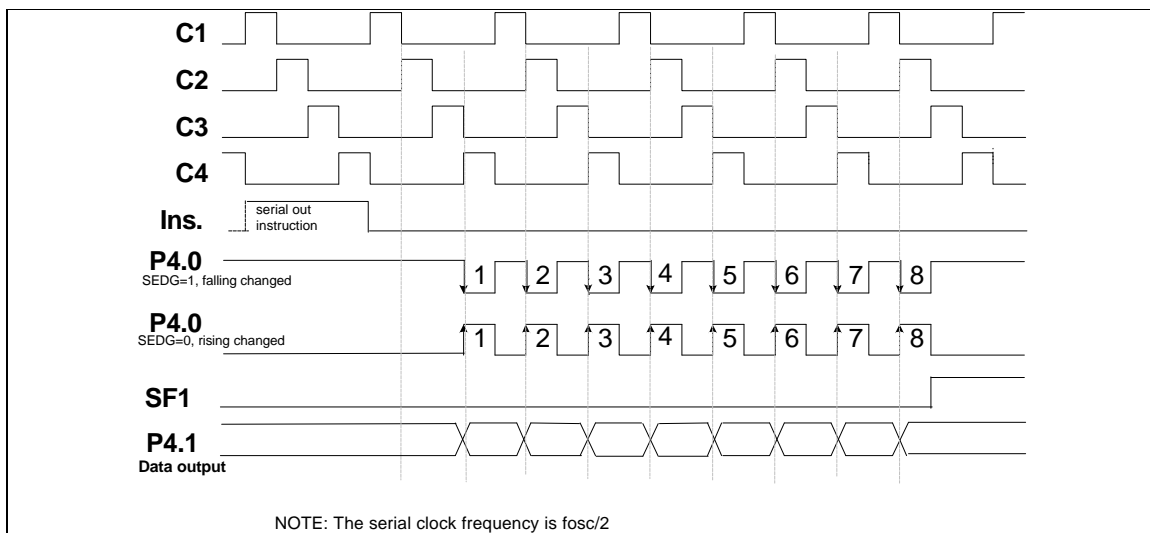 C1
C2
C3
C4
Ins.
serial out
instruction
P4.0
SEDG=1, falling changed
1 2 3 4 5 6 7 8
P4.0
SEDG=0, rising changed
1 2 3 4 5 6 7 8
SF1
P4.1
Data output
NOTE: The serial clock frequency is fosc/2